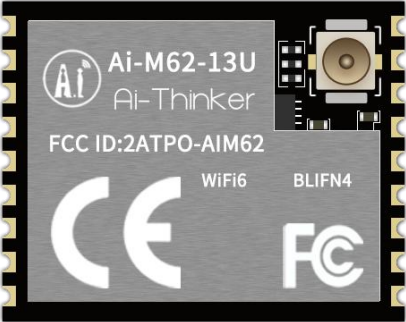 Ai
Ai-M62-13U
Ai-Thinker
FCC ID:2ATPO-AIM62
WiFi6 BLIFN4
CE
FC